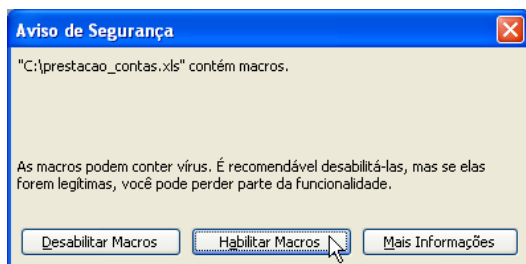 Aviso de Segurança
"C:\prestacao_contas.xls" contém macros.
As macros podem conter vírus. É recomendável desabilitá-las, mas se elas
forem legítimas, você pode perder parte da funcionalidade.
Desabilitar Macros Habilitar Macros Mais Informações